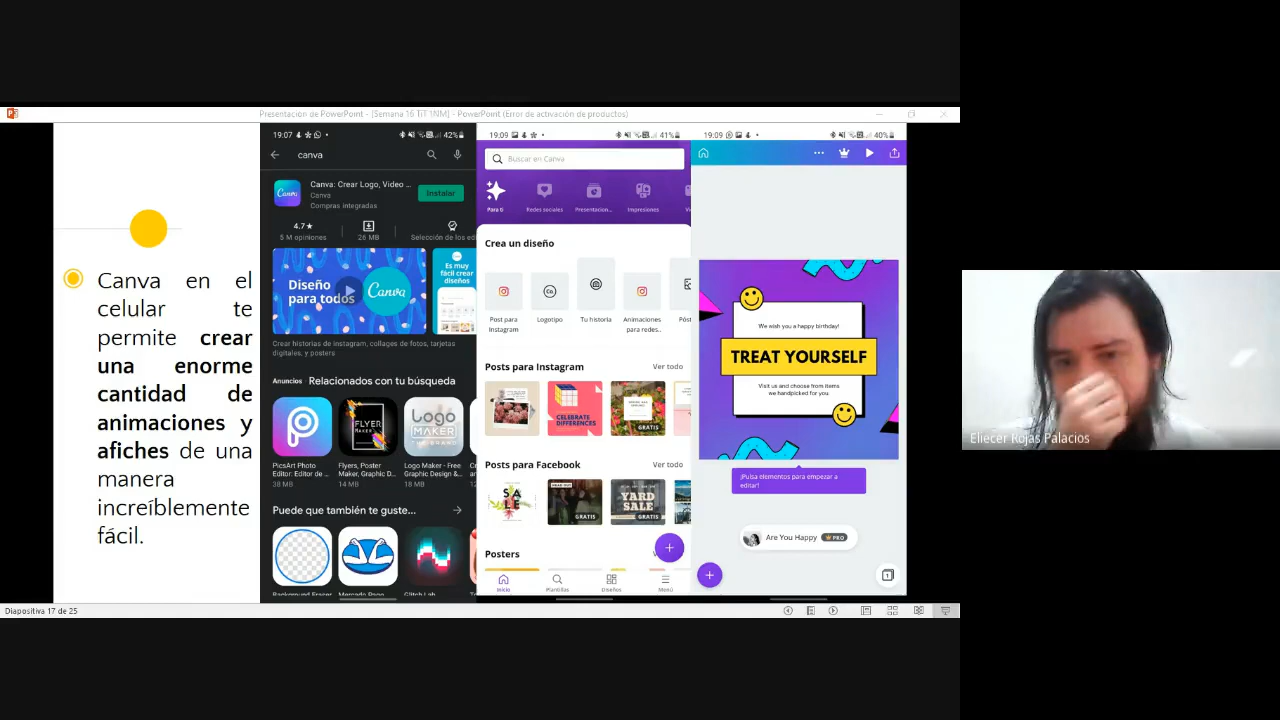 Presentación de PowerPoint - [Semana 16 TiT 1NM] - PowerPoint (Error de activación de productos)
Canva en el
celular te
permite crear
una enorme
cantidad de
animaciones y
afiches de una
manera
increíblemente
fácil.
19:07
42%
canva
Canva: Crear Logo, Video ...
Canva
Compras integradas
Instalar
4.7★
5 M opiniones
26 MB
Selección de los ed
Diseño
para todos
Canva
Es muy
fácil crear
diseños
Crear historias de instagram, collages de fotos, tarjetas
digitales, y posters
Anuncios · Relacionados con tu búsqueda
FLYER
MAKER
Logo
MAKER
PicsArt Photo
Editor: Editor de ...
38 MB
Flyers, Poster
Maker, Graphic D...
14 MB
Logo Maker - Free
Graphic Design &...
18 MB
Puede que también te guste...
19:09
41%
Buscar en Canva
Para ti
Redes sociales
Presentacion...
Impresiones
Crea un diseño
Post para
Instagram
Logotipo
Tu historia
Animaciones
para redes...
Póst
Posts para Instagram
Ver todo
CELEBRATE
DIFFERENCES
GRATIS
Posts para Facebook
Ver todo
GRATIS
YARD
SALE
GRATIS
Posters
Inicio
Plantillas
Diseños
Menú
19:09
40%
We wish you a happy birthday!
TREAT YOURSELF
Visit us and choose from items
we handpicked for you.
¡Pulsa elementos para empezar a
editar!
Are You Happy
PRO
Eliecer Rojas Palacios
Diapositiva 17 de 25